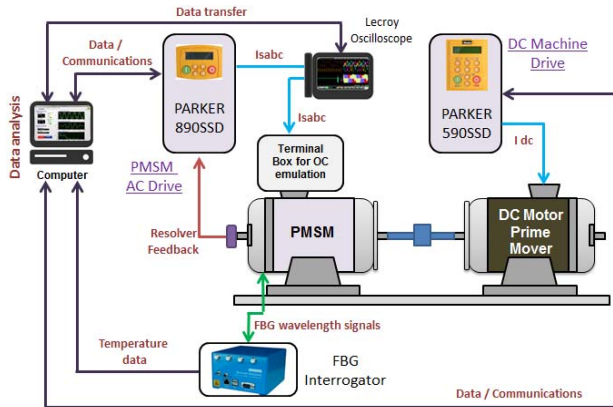 Data transfer
Lecroy
Oscilloscope
Data /
Communications
Isabc
DC Machine
Drive
PARKER
890SSD
PARKER
590SSD
Data analysis
Computer
Isabc
I dc
Terminal
Box for OC
emulation
PMSM
AC Drive
Resolver
Feedback
PMSM
DC Motor
Prime
Mover
FBG wavelength signals
Temperature
data
FBG
Interrogator
Data / Communications